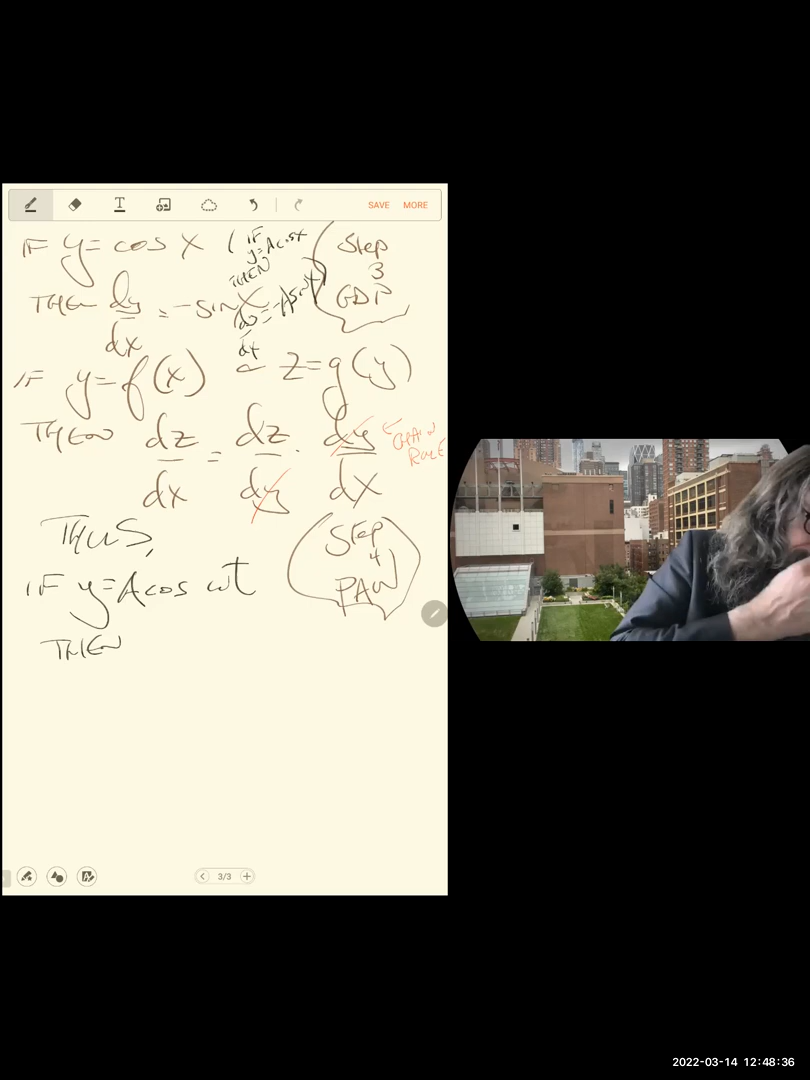 T SAVE MORE
IF y = cos x
(IF
y = A cos x
THEN
dy/dx = -A sin x
Step
3
GDP
THEN dy/dx = -sin x
IF y = f(x) z = g(y)
THEN dz/dx = dz/dy · dy/dx
← CHAIN
RULE
THUS,
IF y = A cos ωt
Step
4
THEN
3/3
2022-03-14 12:48:36